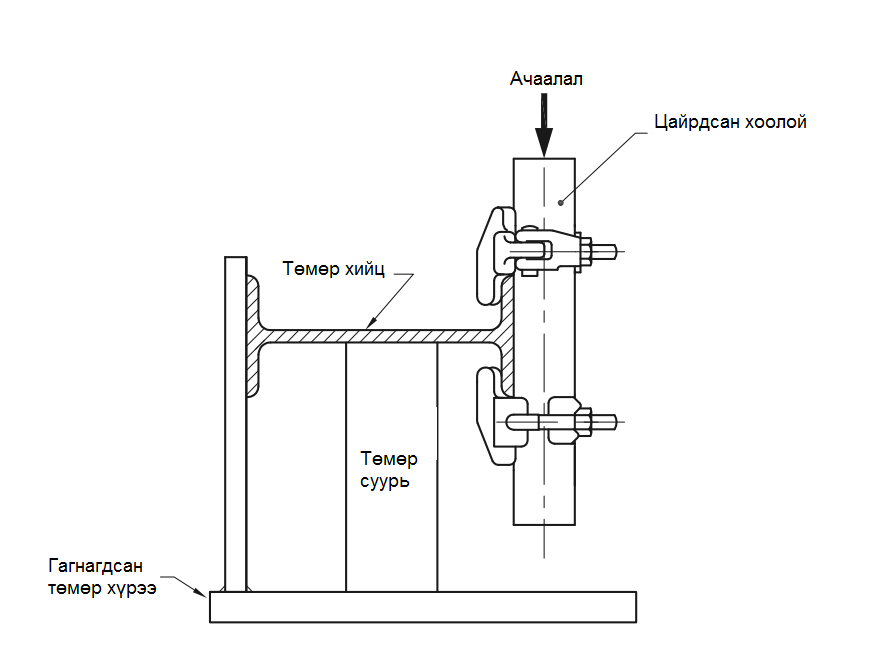 Ачаалал
Цайрдсан хоолой
Төмөр хийц
Төмөр
суурь
Гагнагдсан
төмөр хүрээ